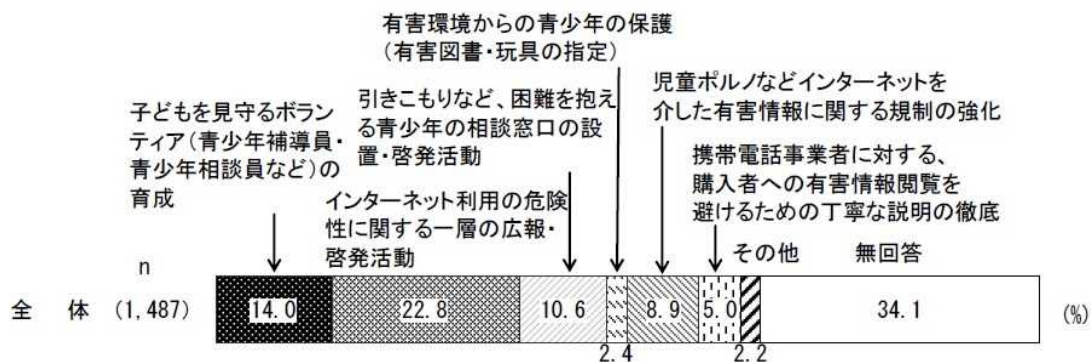 有害環境からの青少年の保護
（有害図書・玩具の指定）
児童ポルノなどインターネットを
介した有害情報に関する規制の強化
子どもを見守るボラン
ティア（青少年補導員・
青少年相談員など）の
育成
引きこもりなど、困難を抱え
る青少年の相談窓口の設
置・啓発活動
携帯電話事業者に対する、
購入者への有害情報閲覧を
避けるための丁寧な説明の徹底
インターネット利用の危険
性に関する一層の広報・
啓発活動
その他
無回答
n
全 体 (1,487)
14.0 22.8 10.6 2.4 8.9 5.0 2.2 34.1
(%)